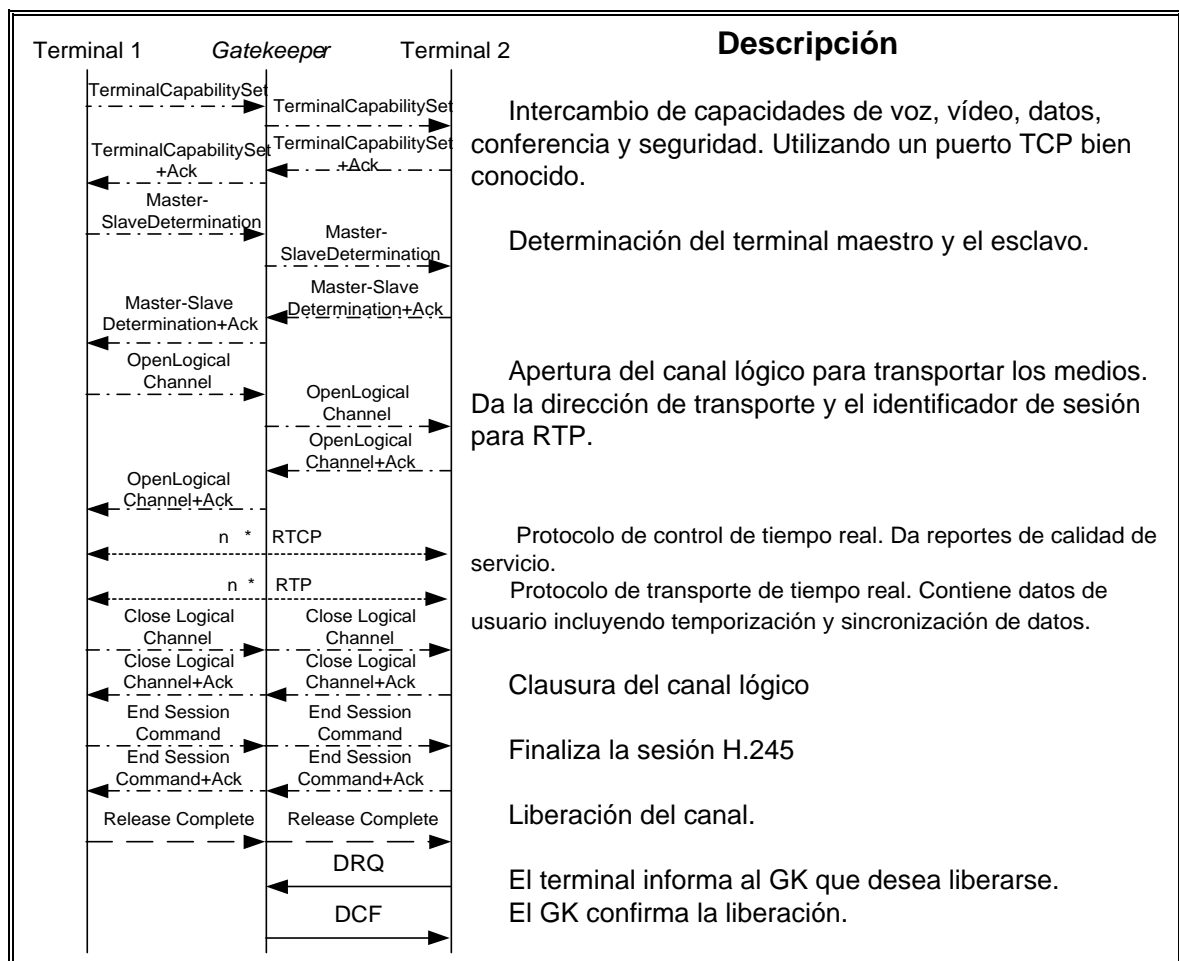 Terminal 1
Gatekeeper
Terminal 2
Descripción
TerminalCapabilitySet
TerminalCapabilitySet
TerminalCapabilitySet
+Ack
TerminalCapabilitySet
+Ack
Intercambio de capacidades de voz, vídeo, datos,
conferencia y seguridad. Utilizando un puerto TCP bien
conocido.
Master-
SlaveDetermination
Master-
SlaveDetermination
Master-Slave
Determination+Ack
Master-Slave
Determination+Ack
Determinación del terminal maestro y el esclavo.
OpenLogical
Channel
OpenLogical
Channel
OpenLogical
Channel+Ack
OpenLogical
Channel+Ack
Apertura del canal lógico para transportar los medios.
Da la dirección de transporte y el identificador de sesión
para RTP.
n * RTCP
Protocolo de control de tiempo real. Da reportes de calidad de
servicio.
n * RTP
Protocolo de transporte de tiempo real. Contiene datos de
usuario incluyendo temporización y sincronización de datos.
Close Logical
Channel
Close Logical
Channel
Close Logical
Channel+Ack
Close Logical
Channel+Ack
Clausura del canal lógico
End Session
Command
End Session
Command
End Session
Command+Ack
End Session
Command+Ack
Finaliza la sesión H.245
Release Complete
Release Complete
Liberación del canal.
DRQ
El terminal informa al GK que desea liberarse.
DCF
El GK confirma la liberación.